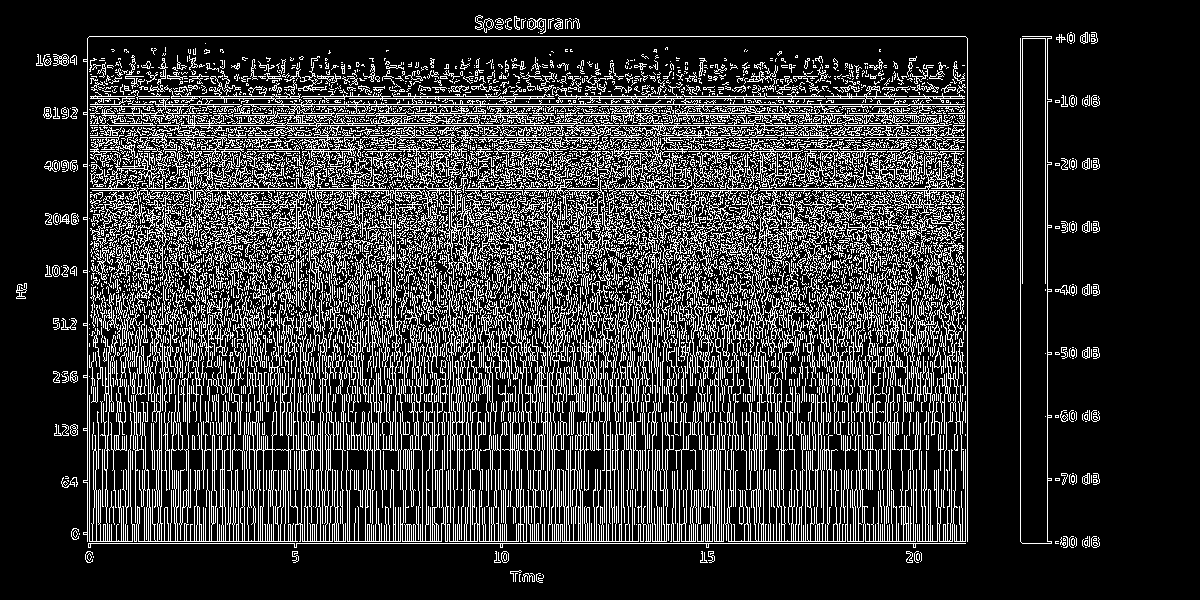 Spectrogram
16384
8192
4096
2048
1024
512
256
128
64
0
Hz
0
5
10
15
20
Time
+0 dB
-10 dB
-20 dB
-30 dB
-40 dB
-50 dB
-60 dB
-70 dB
-80 dB